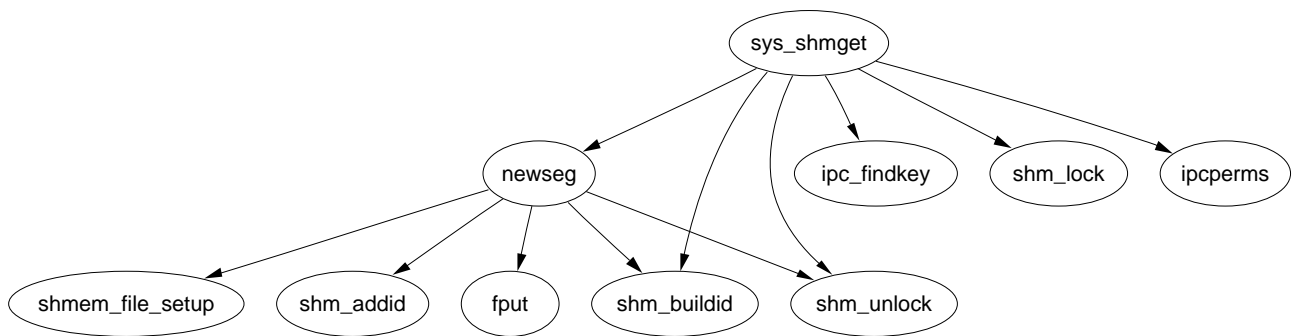 sys_shmget
newseg
ipc_findkey
shm_lock
ipcperms
shmem_file_setup
shm_addid
fput
shm_buildid
shm_unlock